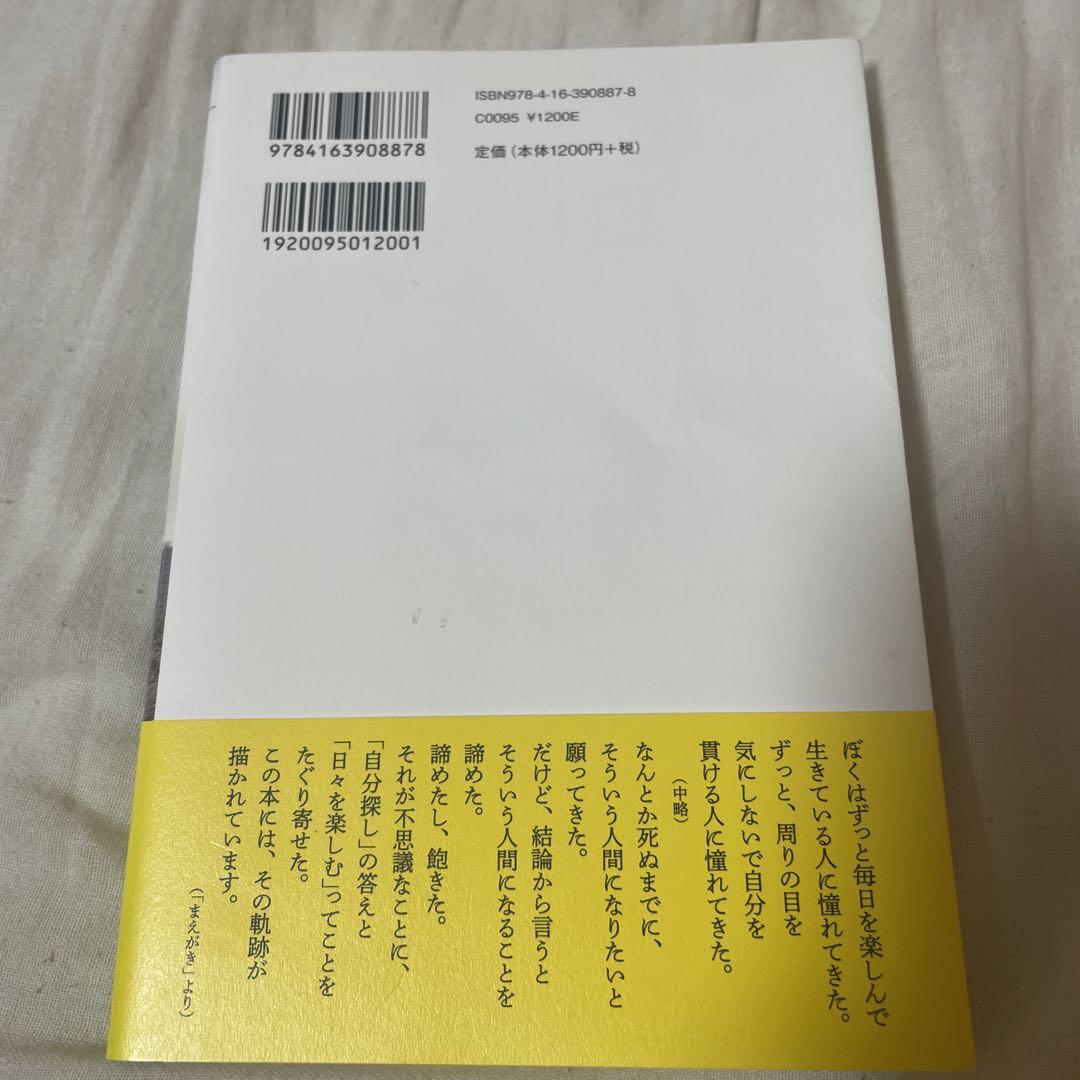 9784163908878
1920095012001
ISBN978-4-16-390887-8
C0095 ¥1200E
定価(本体1200円+税)
ぼくはずっと毎日を楽しんで
生きている人に憧れてきた。
ずっと、周りの目を
気にしないで自分を
貫ける人に憧れてきた。
(中略)
なんとか死ぬまでに、
そういう人間になりたいと
願ってきた。
だけど、結論から言うと
そういう人間になることを
諦めた。
諦めたし、飽きた。
それが不思議なことに、
「自分探し」の答えと
「日々を楽しむ」ってことを
たぐり寄せた。
この本には、その軌跡が
描かれています。
(「まえがき」より)